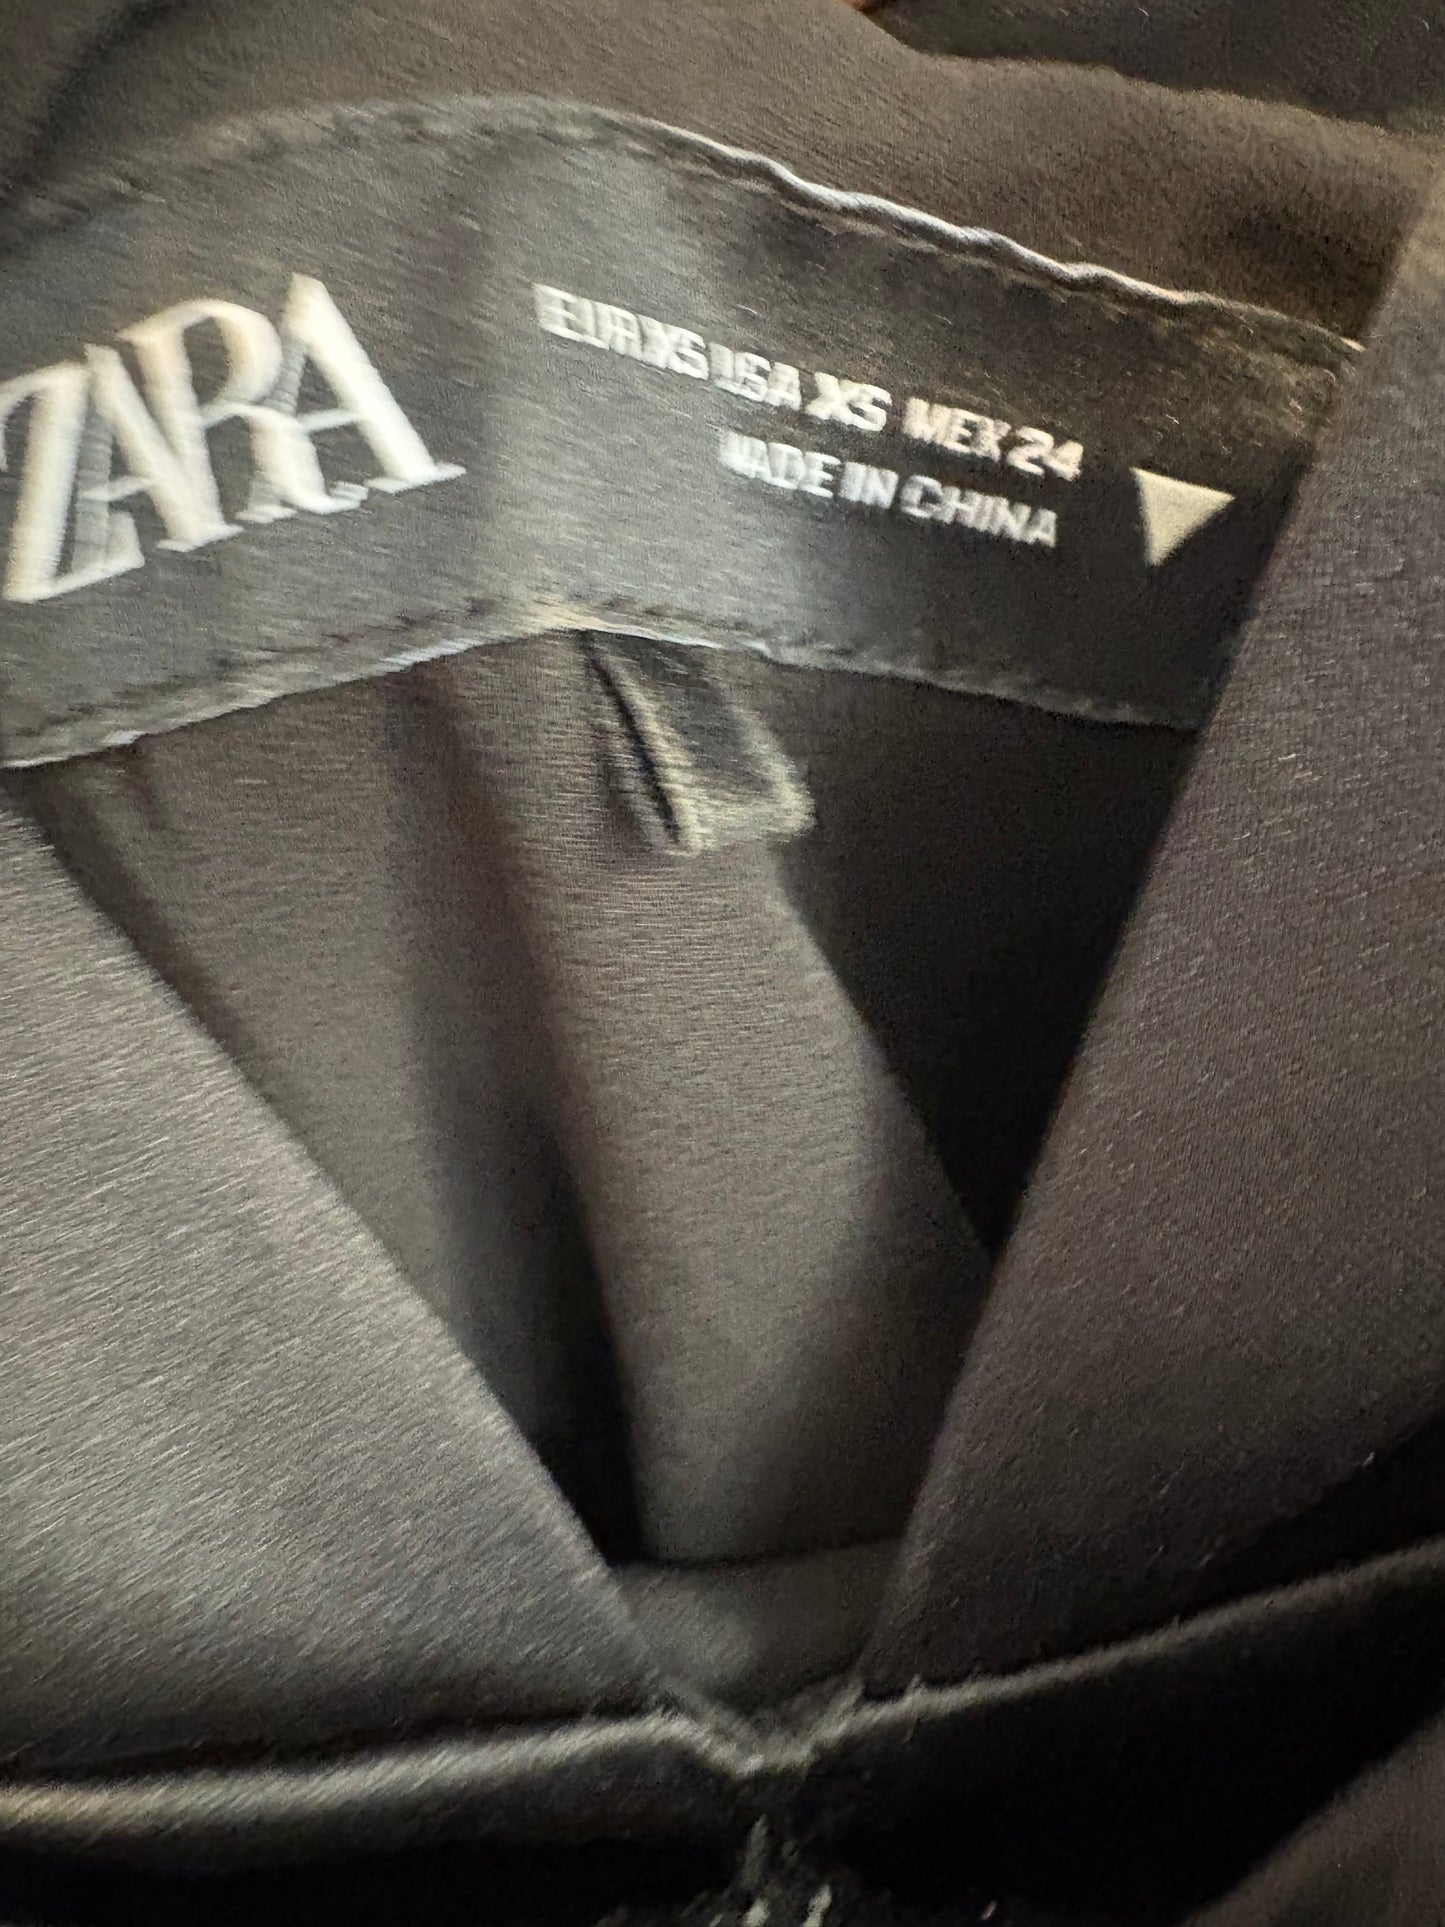 ZARA
EUR XS USA XS MEX 24
MADE IN CHINA